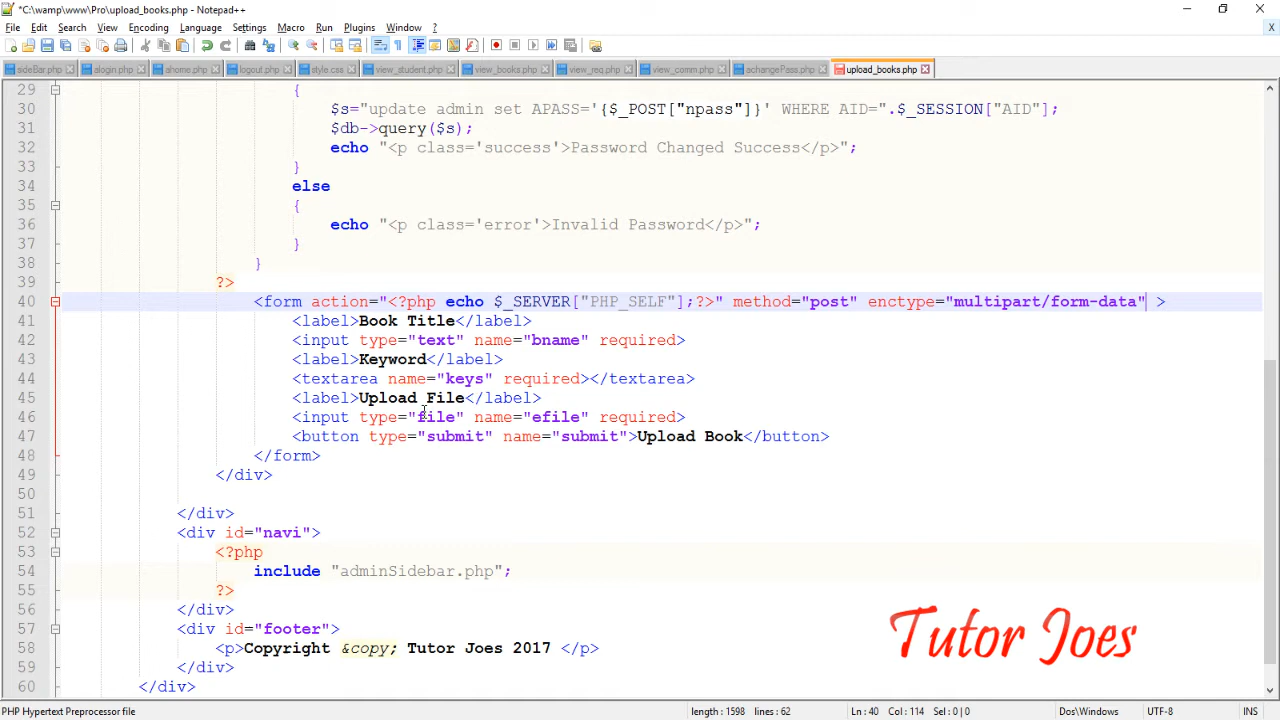 *C:\wamp\www\Pro\upload_books.php - Notepad++
File Edit Search View Encoding Language Settings Macro Run Plugins Window ? X
sideBar.php alogin.php ahome.php logout.php style.css view_student.php view_books.php view_req.php view_comm.php achangePass.php upload_books.php
29 {
30 $s="update admin set APASS='{$_POST["npass"]}' WHERE AID=".$_SESSION["AID"];
31 $db->query($s);
32 echo "<p class='success'>Password Changed Success</p>";
33 }
34 else
35 {
36 echo "<p class='error'>Invalid Password</p>";
37 }
38 }
39 ?>
40 <form action="<?php echo $_SERVER["PHP_SELF"];?>" method="post" enctype="multipart/form-data" >
41 <label>Book Title</label>
42 <input type="text" name="bname" required>
43 <label>Keyword</label>
44 <textarea name="keys" required></textarea>
45 <label>Upload File</label>
46 <input type="file" name="efile" required>
47 <button type="submit" name="submit">Upload Book</button>
48 </form>
49 </div>
50
51 </div>
52 <div id="navi">
53 <?php
54 include "adminSidebar.php";
55 ?>
56 </div>
57 <div id="footer">
58 <p>Copyright &copy; Tutor Joes 2017 </p>
59 </div>
60 </div>
Tutor Joes
PHP Hypertext Preprocessor file length : 1598 lines : 62 Ln : 40 Col : 114 Sel : 0 | 0 Dos\Windows UTF-8 INS